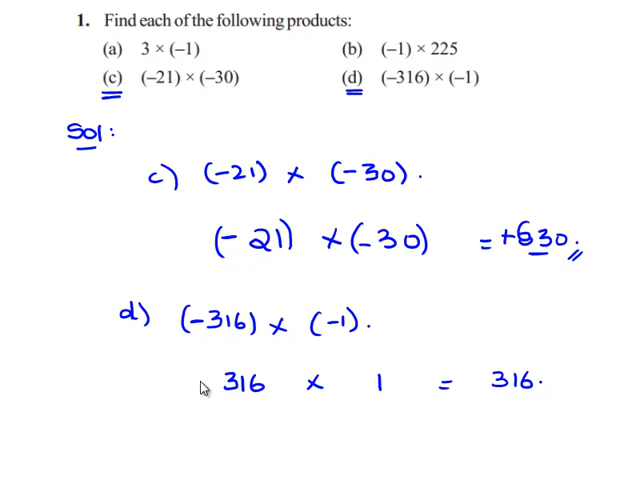 1. Find each of the following products:
(a) 3 × (–1) (b) (–1) × 225
(c) (–21) × (–30) (d) (–316) × (–1)
Sol:
c) (-21) × (-30).
(-21) × (-30) = +630.
d) (-316) × (-1).
316 × 1 = 316.